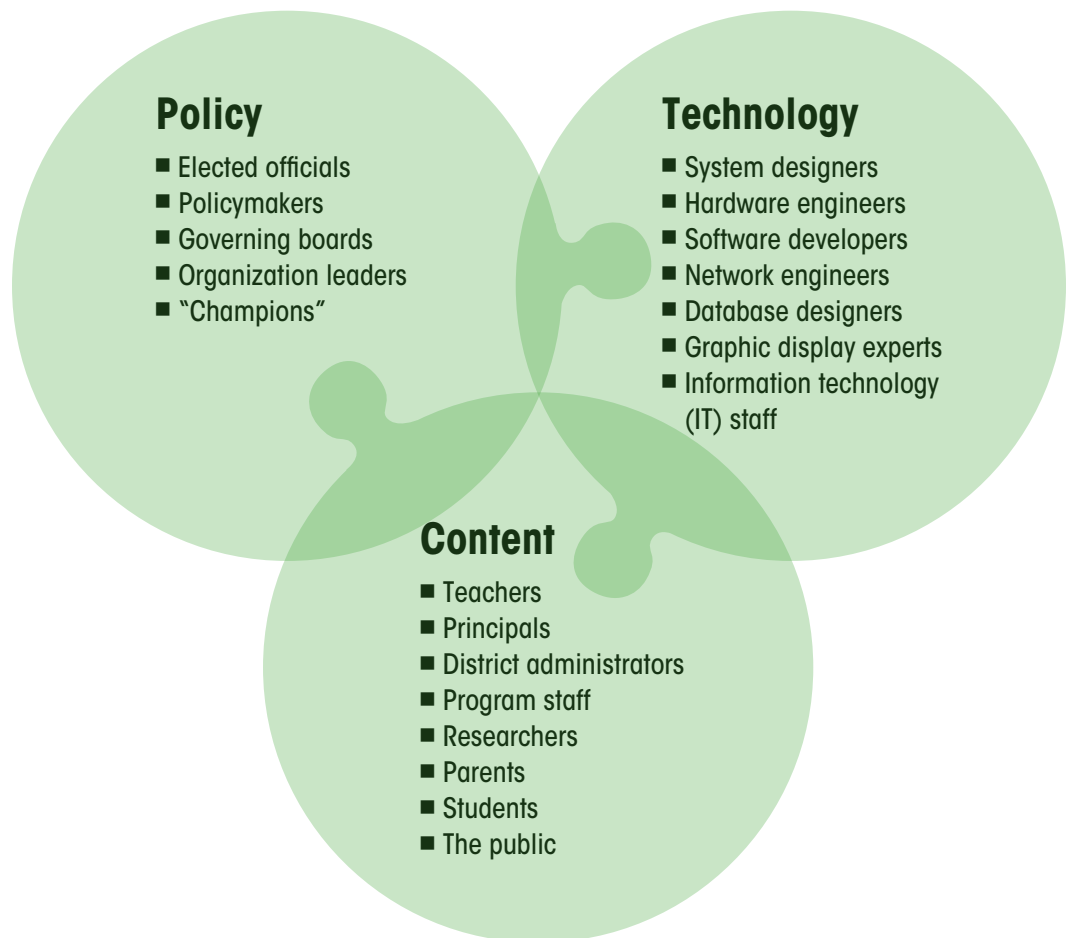 Policy
■ Elected officials
■ Policymakers
■ Governing boards
■ Organization leaders
■ “Champions”
Technology
■ System designers
■ Hardware engineers
■ Software developers
■ Network engineers
■ Database designers
■ Graphic display experts
■ Information technology
(IT) staff
Content
■ Teachers
■ Principals
■ District administrators
■ Program staff
■ Researchers
■ Parents
■ Students
■ The public